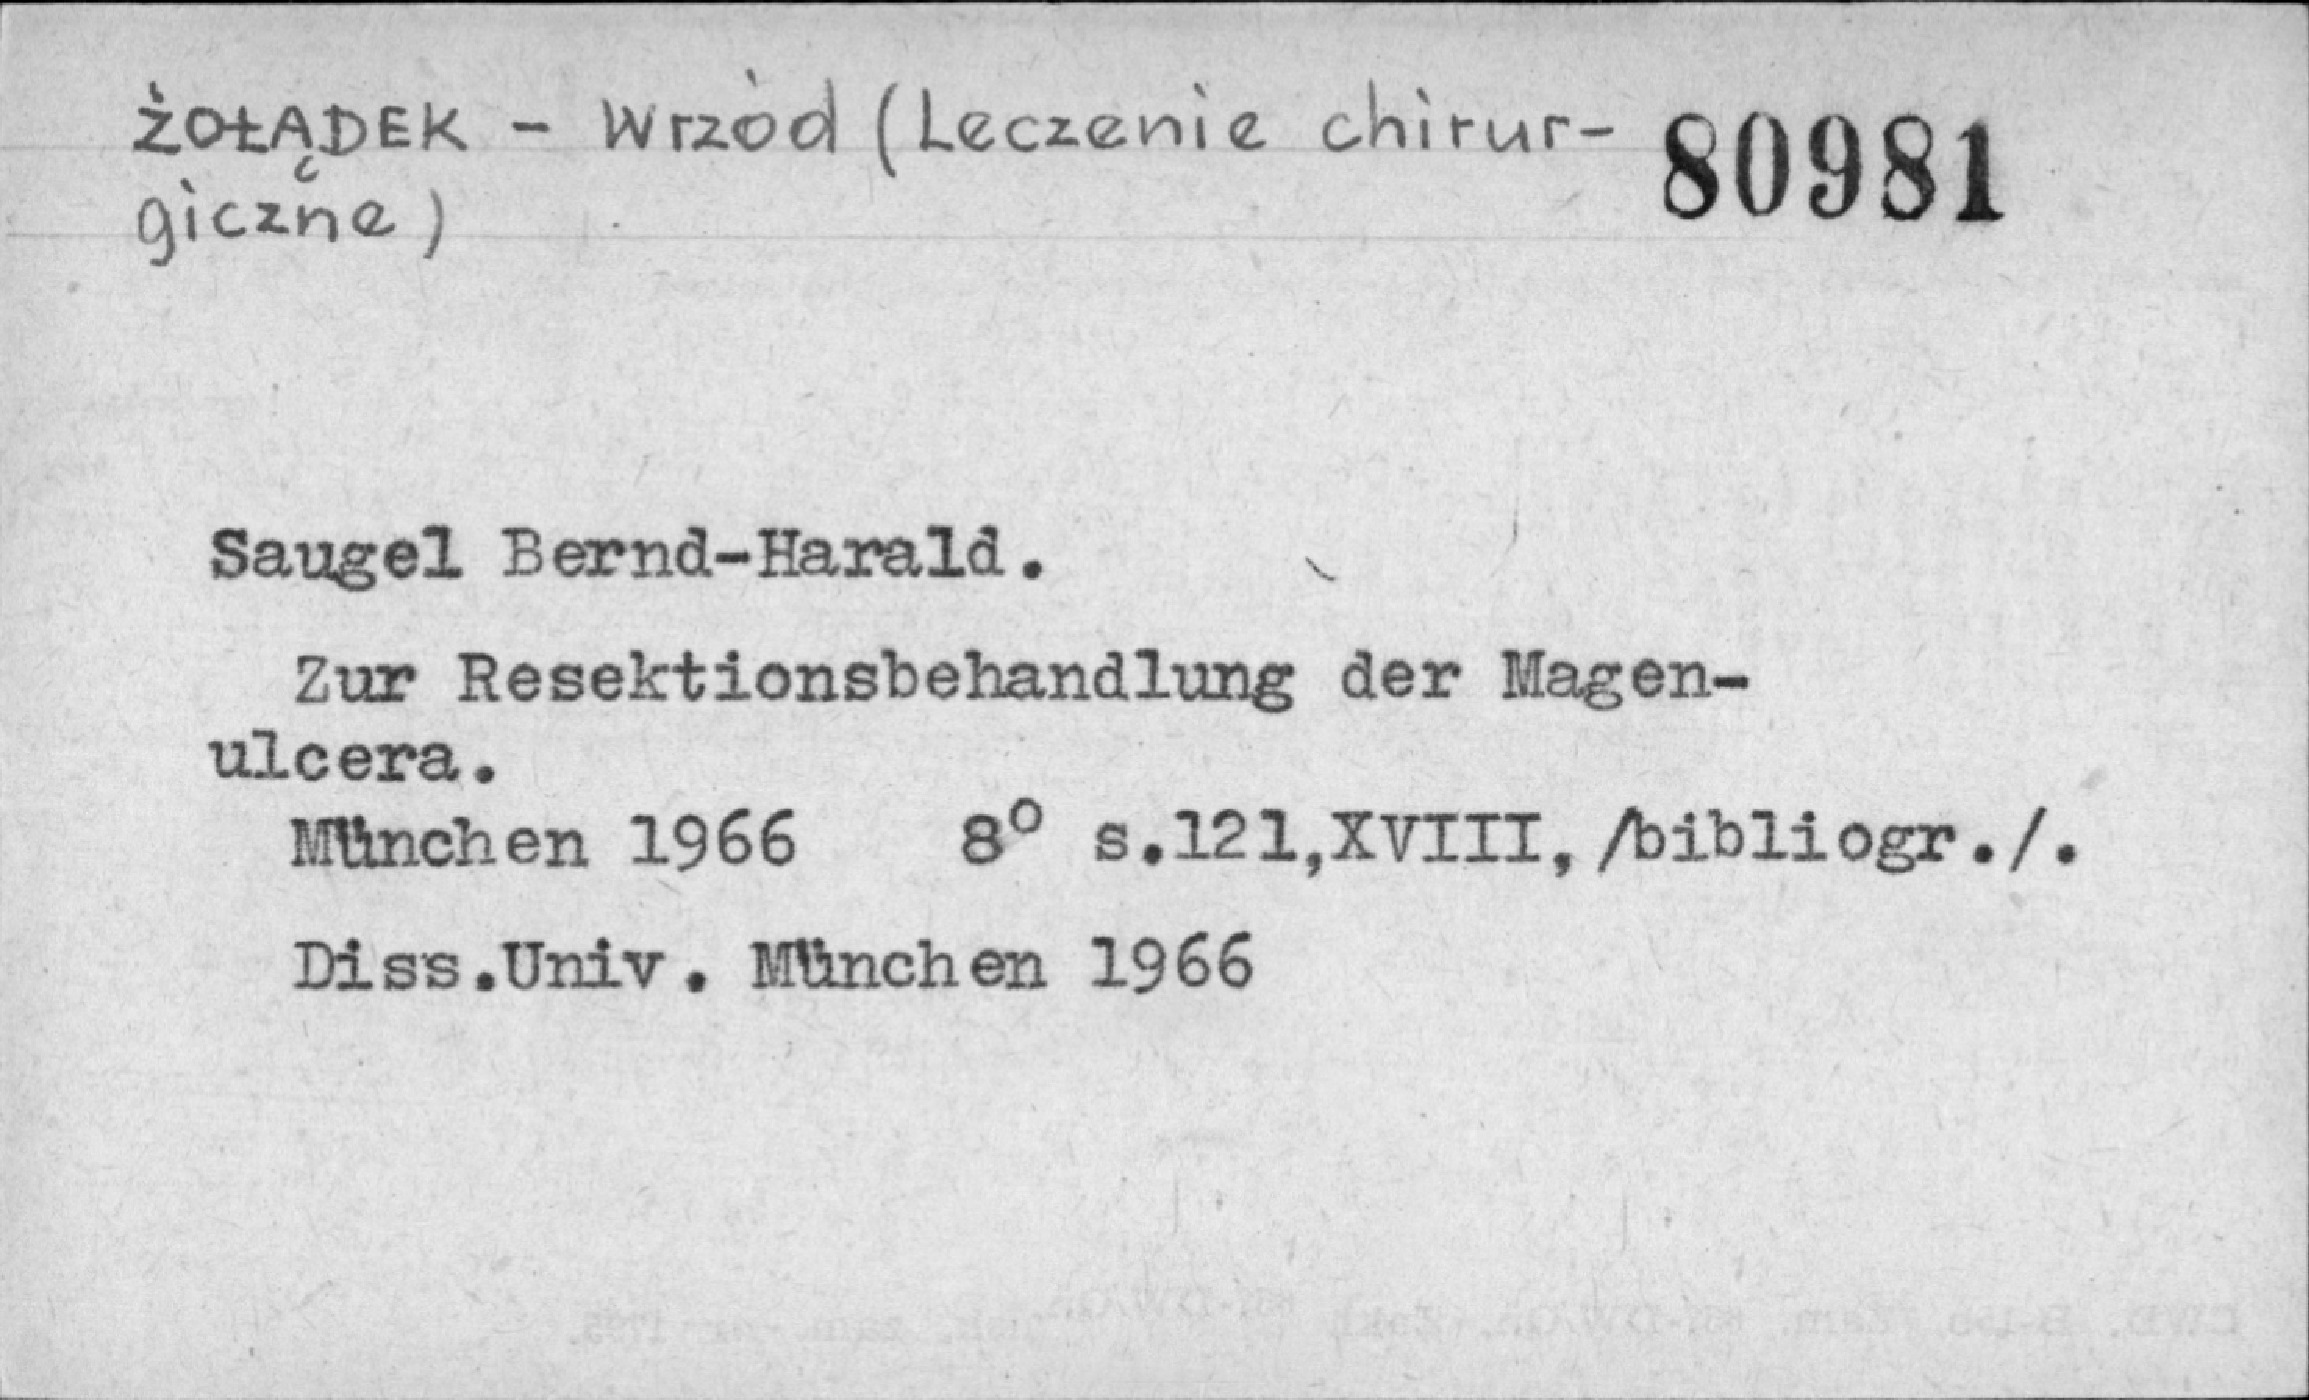 ŻOŁĄDEK - Wrzód (Leczenie chirur-
giczne)
80981
Saugel Bernd-Harald.
Zur Resektionsbehandlung der Magen-
ulcera.
München 1966 8° s.121,XVIII, /bibliogr./.
Diss.Univ. München 1966